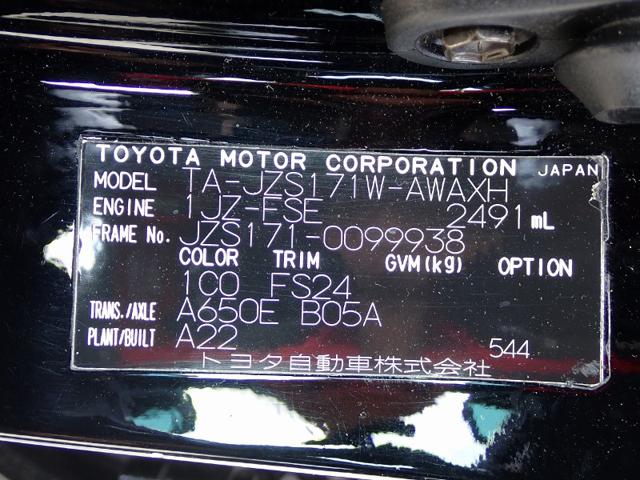 TOYOTA MOTOR CORPORATION JAPAN
MODEL TA-JZS171W-AWAXH
ENGINE 1JZ-FSE 2491 mL
FRAME No. JZS171-0099938
COLOR TRIM GVM(kg) OPTION
1C0 FS24
TRANS./AXLE A650E B05A
PLANT/BUILT A22
544
トヨタ自動車株式会社